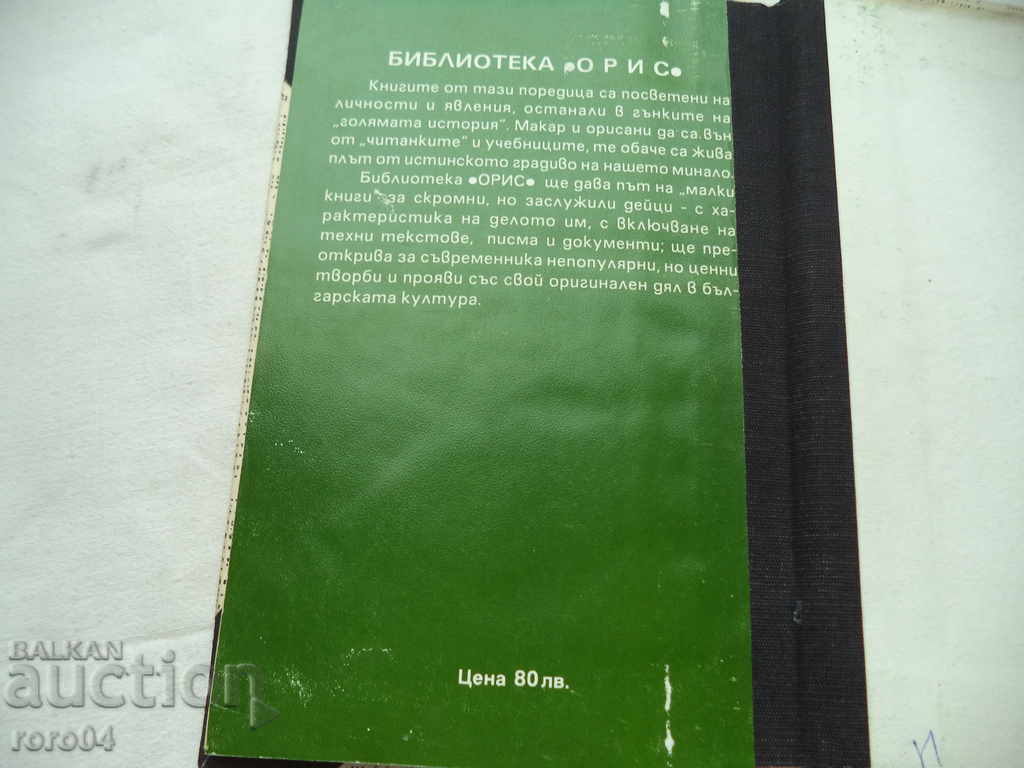 БИБЛИОТЕКА •О Р И С•
Книгите от тази поредица са посветени на
личности и явления, останали в гънките на
„голямата история". Макар и орисани да са вън
от „читанките" и учебниците, те обаче са жива
плът от истинското градиво на нашето минало.
Библиотека •ОРИС• ще дава път на „малки
книги" за скромни, но заслужили дейци - с ха-
рактеристика на делото им, с включване на
техни текстове, писма и документи; ще пре-
открива за съвременника непопулярни, но ценни
творби и прояви със свой оригинален дял в бъл-
гарската култура.
Цена 80 лв.
BALKAN
auction
roro04